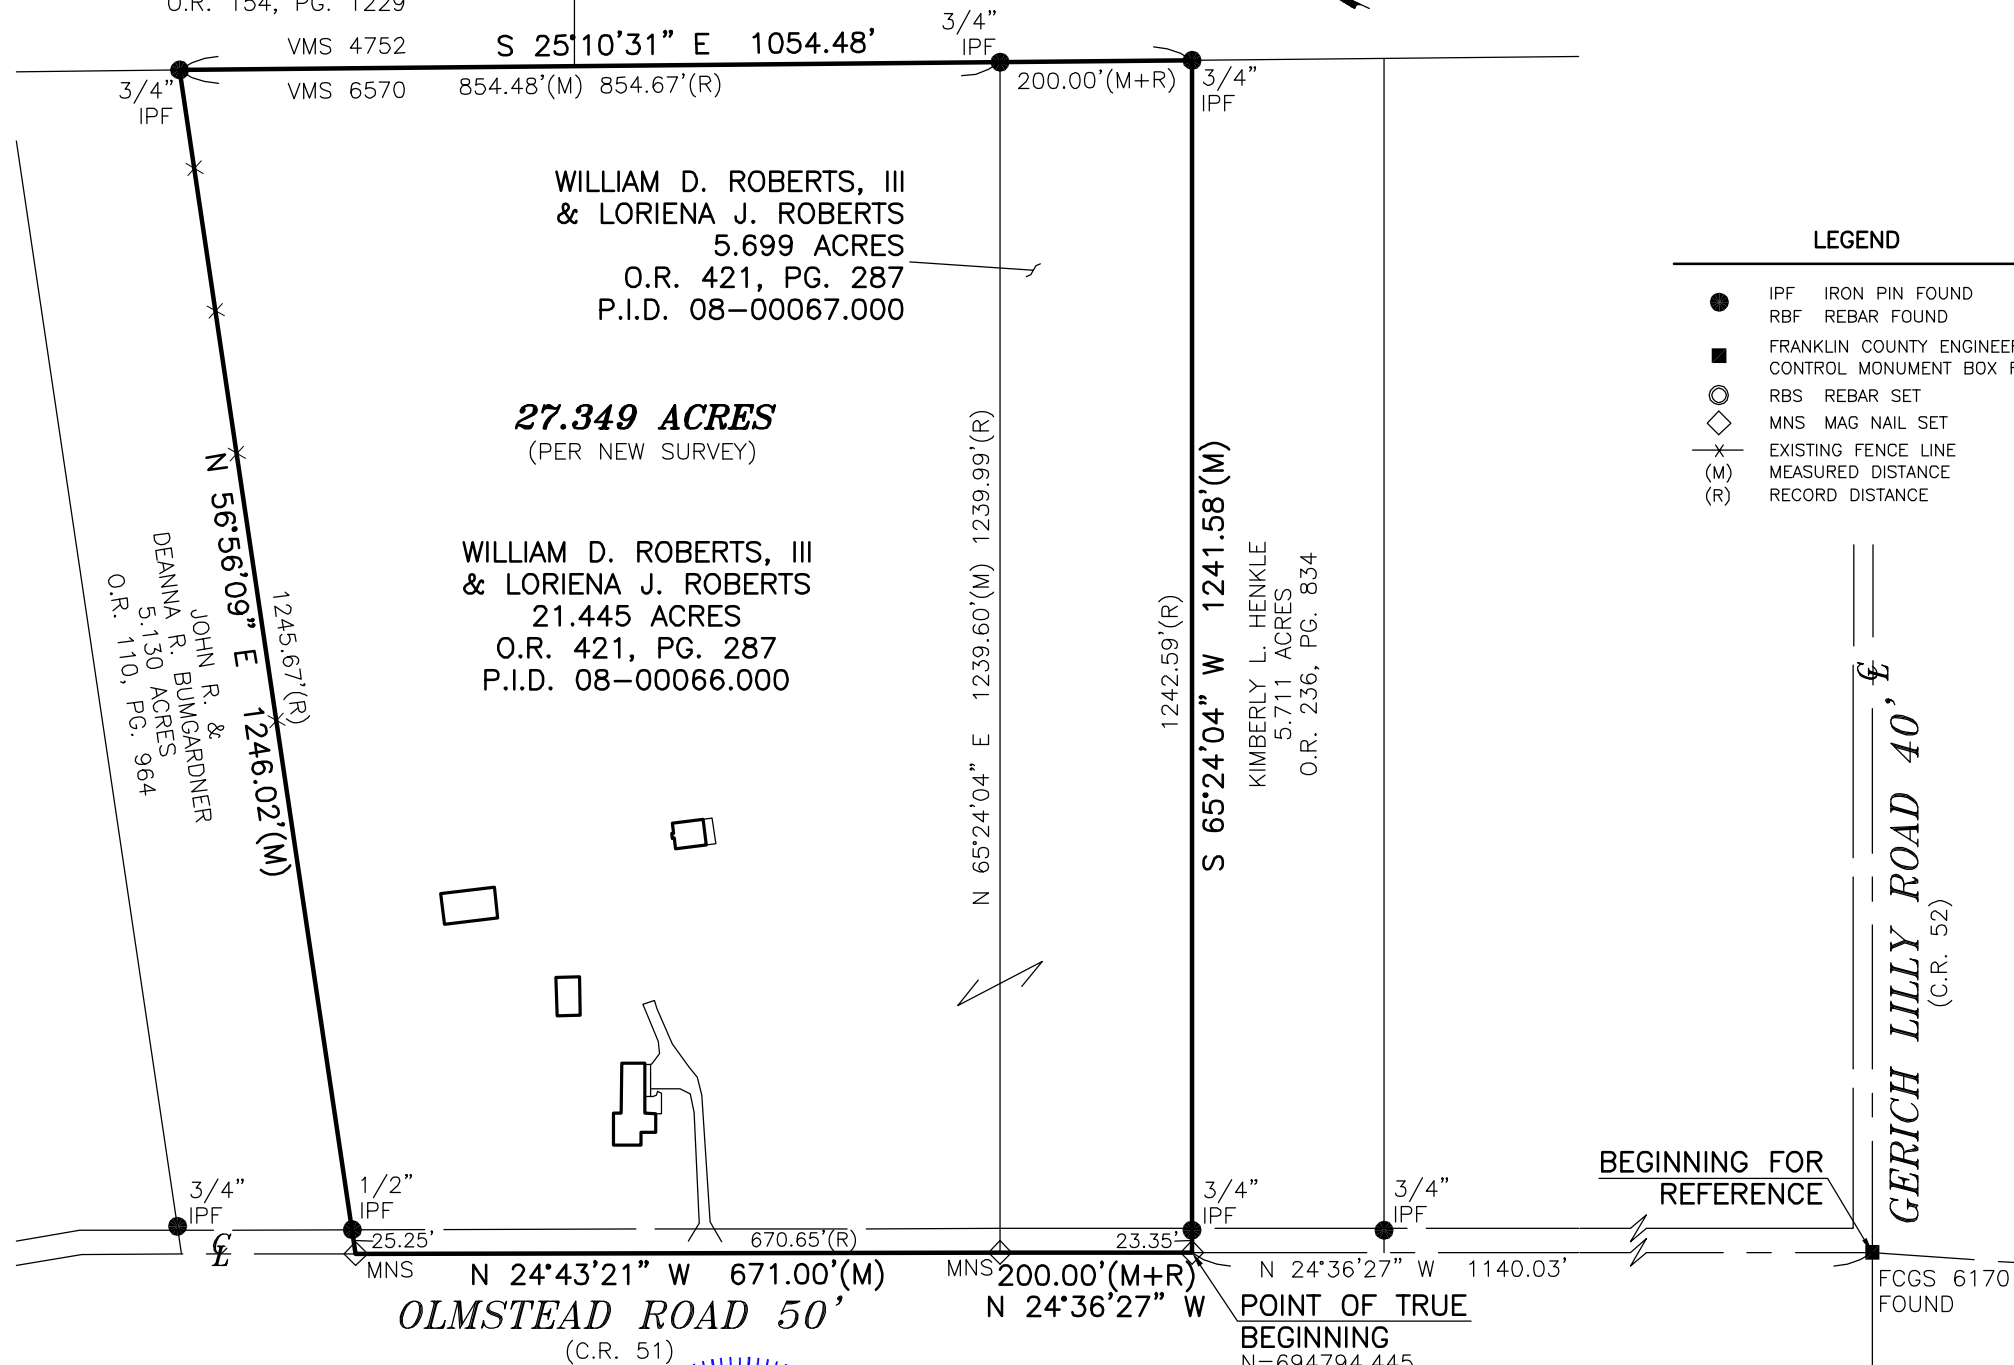 O.R. 154, PG. 1229
VMS 4752
S 25°10'31" E 1054.48'
3/4"
IPF
3/4"
IPF
VMS 6570
854.48'(M) 854.67'(R)
200.00'(M+R)
3/4"
IPF
WILLIAM D. ROBERTS, III
& LORIENA J. ROBERTS
5.699 ACRES
O.R. 421, PG. 287
P.I.D. 08-00067.000
27.349 ACRES
(PER NEW SURVEY)
WILLIAM D. ROBERTS, III
& LORIENA J. ROBERTS
21.445 ACRES
O.R. 421, PG. 287
P.I.D. 08-00066.000
N 56°56'09" E 1246.02'(M)
1245.67'(R)
JOHN R. &
DEANNA R. BUMGARDNER
5.130 ACRES
O.R. 110, PG. 964
N 65°24'04" E 1239.60'(M) 1239.99'(R)
1242.59'(R)
S 65°24'04" W 1241.58'(M)
KIMBERLY L. HENKLE
5.711 ACRES
O.R. 236, PG. 834
LEGEND
IPF IRON PIN FOUND
RBF REBAR FOUND
FRANKLIN COUNTY ENGINEER
CONTROL MONUMENT BOX F
RBS REBAR SET
MNS MAG NAIL SET
EXISTING FENCE LINE
(M) MEASURED DISTANCE
(R) RECORD DISTANCE
CL
GERICH LILLY ROAD 40'
(C.R. 52)
BEGINNING FOR
REFERENCE
3/4"
IPF
1/2"
IPF
3/4"
IPF
3/4"
IPF
CL
25.25'
670.65'(R)
23.35'
MNS
N 24°43'21" W 671.00'(M)
MNS
200.00'(M+R)
N 24°36'27" W
N 24°36'27" W 1140.03'
FCGS 6170
FOUND
OLMSTEAD ROAD 50'
(C.R. 51)
POINT OF TRUE
BEGINNING
N=694794.445